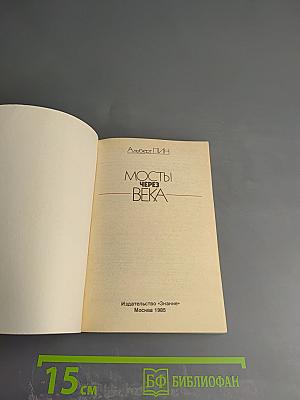 Альберт ПИН
МОСТЫ
ЧЕРЕЗ
ВЕКА
Издательство «Знание»
Москва 1985
15 см
БФ БИБЛИОФАН